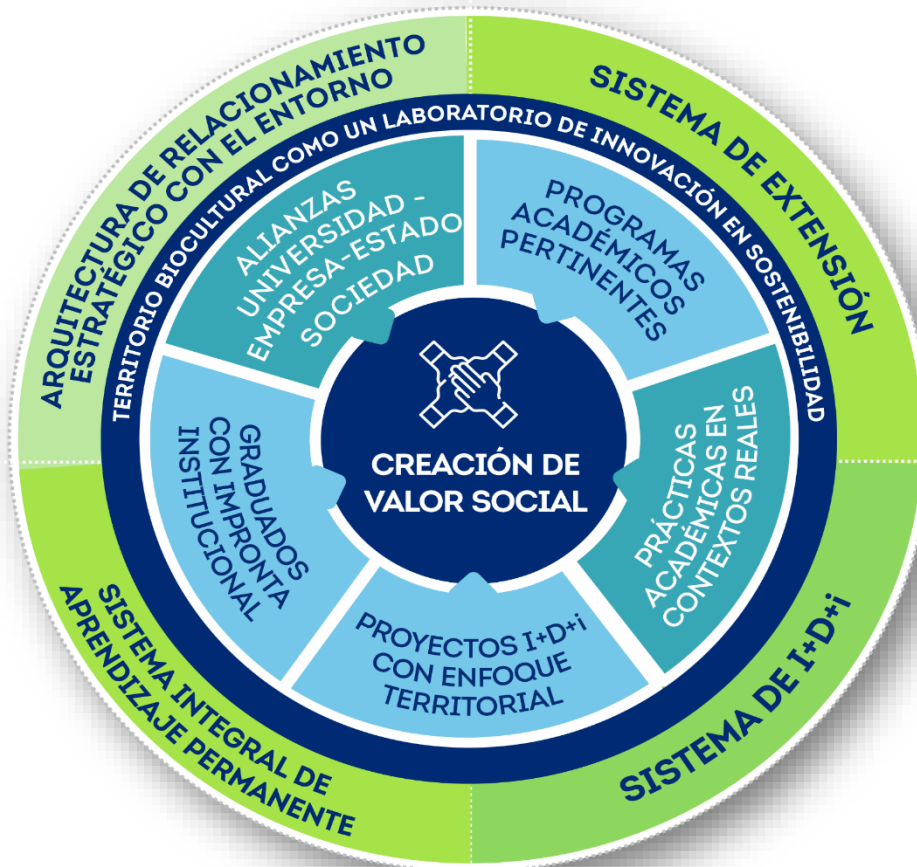 ARQUITECTURA DE RELACIONAMIENTO
ESTRATÉGICO CON EL ENTORNO
SISTEMA DE EXTENSIÓN
TERRITORIO BIOCULTURAL COMO UN LABORATORIO DE INNOVACIÓN EN SOSTENIBILIDAD
ALIANZAS
UNIVERSIDAD -
EMPRESA-ESTADO
SOCIEDAD
PROGRAMAS
ACADÉMICOS
PERTINENTES
CREACIÓN DE
VALOR SOCIAL
GRADUADOS
CON IMPRONTA
INSTITUCIONAL
PRÁCTICAS
ACADÉMICAS EN
CONTEXTOS REALES
PROYECTOS I+D+i
CON ENFOQUE
TERRITORIAL
SISTEMA INTEGRAL DE
APRENDIZAJE PERMANENTE
SISTEMA DE I+D+i